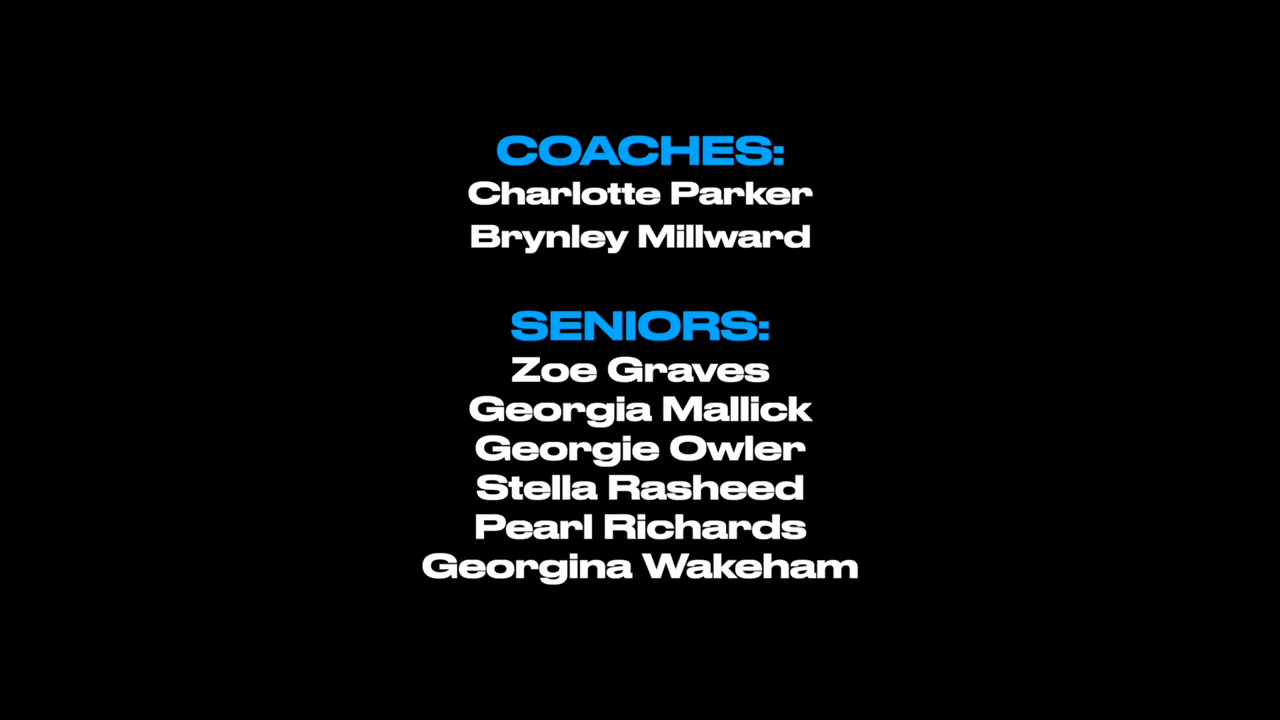 COACHES:
Charlotte Parker
Brynley Millward
SENIORS:
Zoe Graves
Georgia Mallick
Georgie Owler
Stella Rasheed
Pearl Richards
Georgina Wakeham